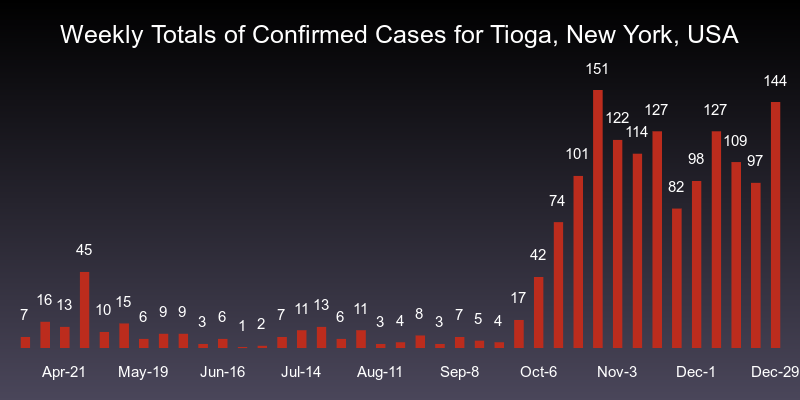 Weekly Totals of Confirmed Cases for Tioga, New York, USA
7 16 13 45 10 15 6 9 9 3 6 1 2 7 11 13 6 11 3 4 8 3 7 5 4 17 42 74 101 151 122 114 127 82 98 127 109 97 144
Apr-21 May-19 Jun-16 Jul-14 Aug-11 Sep-8 Oct-6 Nov-3 Dec-1 Dec-29